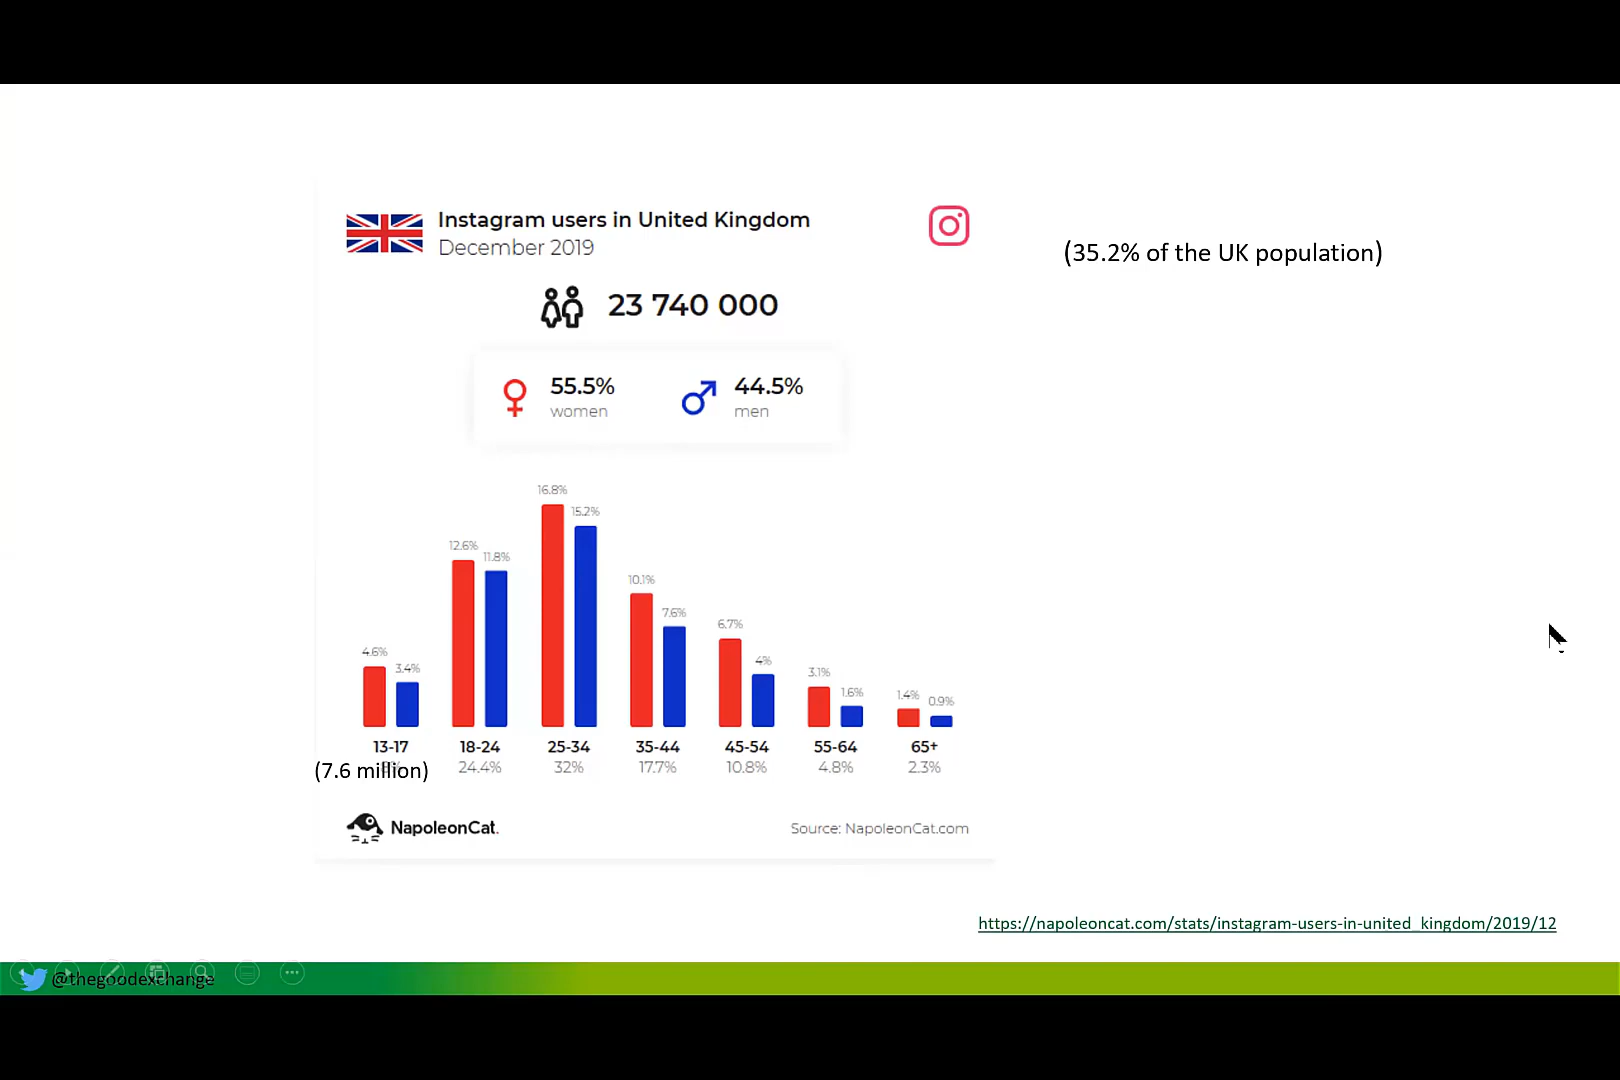 Instagram users in United Kingdom
December 2019
(35.2% of the UK population)
23 740 000
55.5%
women
44.5%
men
16.8%
15.2%
12.6%
11.8%
10.1%
7.6%
6.7%
4.6%
3.4%
4%
3.1%
1.6%
1.4%
0.9%
13-17
18-24
25-34
35-44
45-54
55-64
65+
(7.6 million)
24.4%
32%
17.7%
10.8%
4.8%
2.3%
NapoleonCat.
Source: NapoleonCat.com
https://napoleoncat.com/stats/instagram-users-in-united_kingdom/2019/12
@thegoodexchange